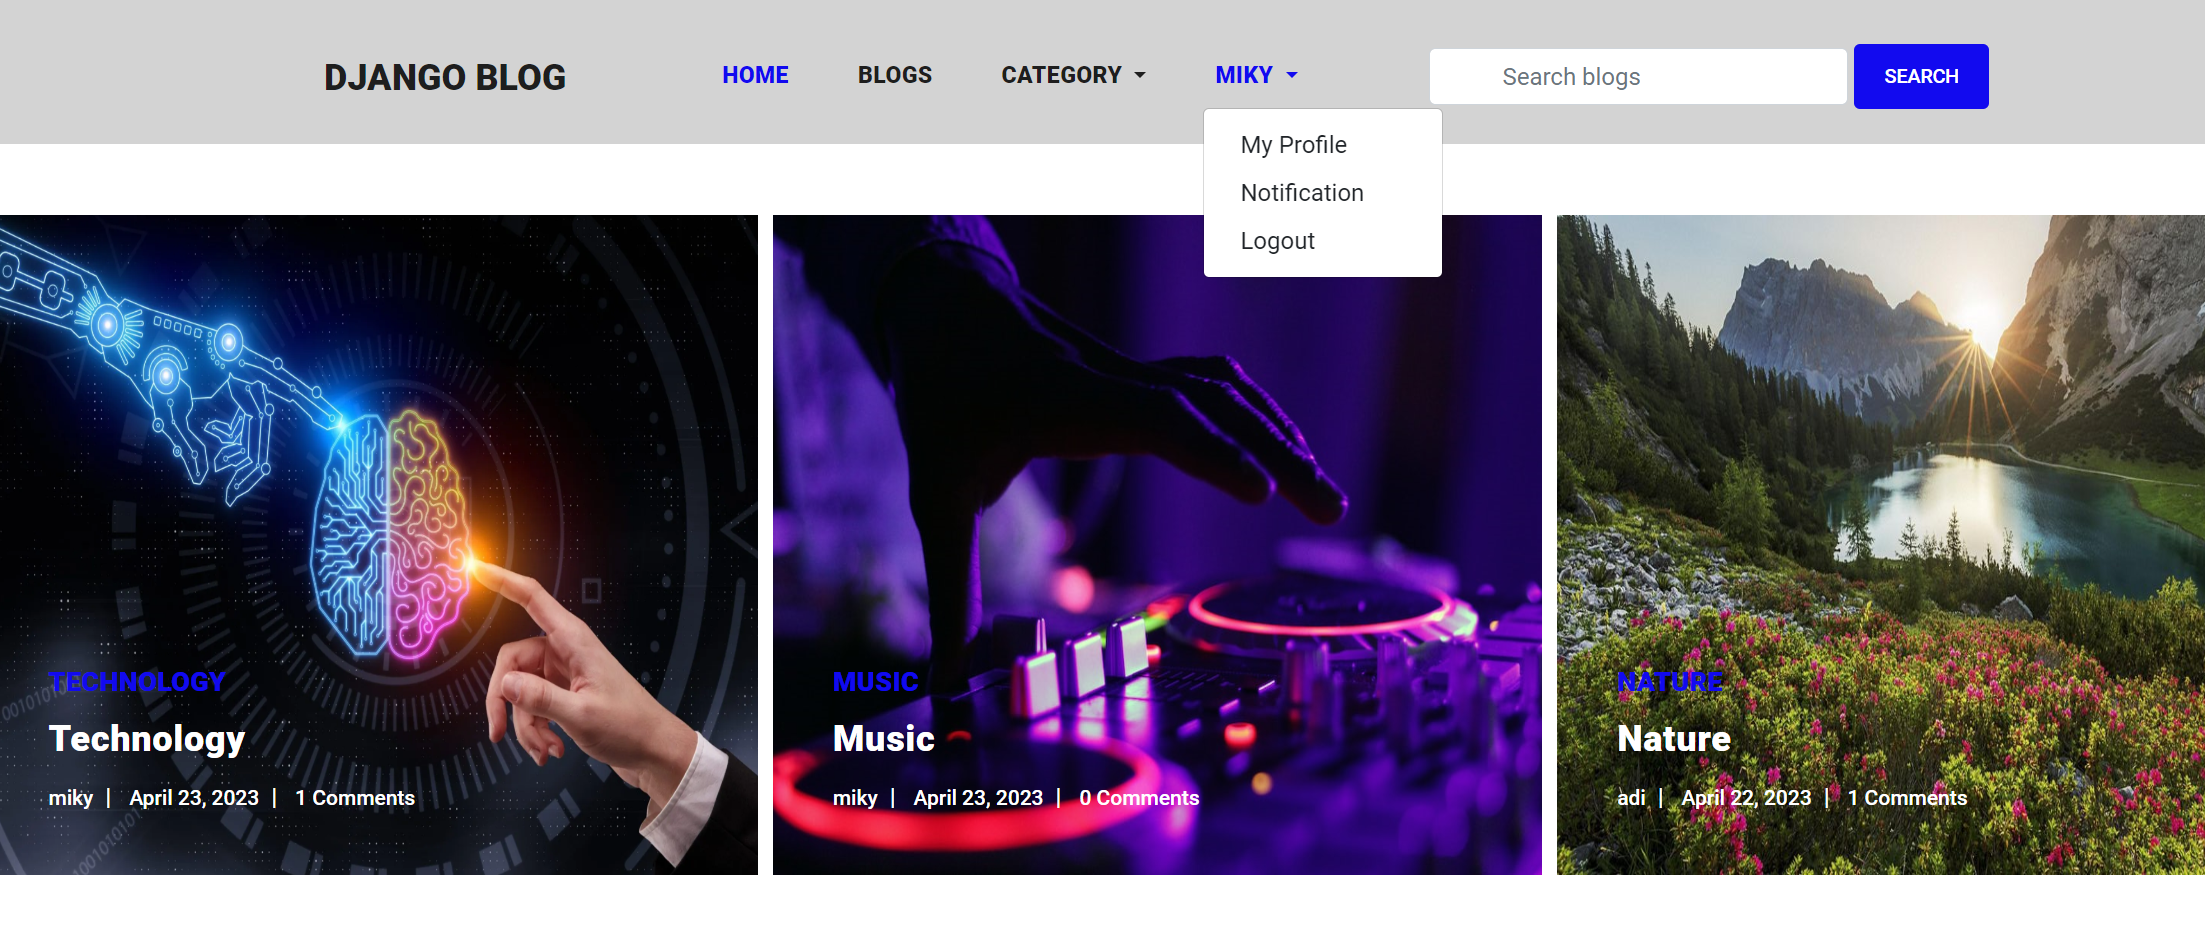 DJANGO BLOG
HOME
BLOGS
CATEGORY
MIKY
Search blogs
SEARCH
My Profile
Notification
Logout
TECHNOLOGY
Technology
miky | April 23, 2023 | 1 Comments
MUSIC
Music
miky | April 23, 2023 | 0 Comments
NATURE
Nature
adi | April 22, 2023 | 1 Comments